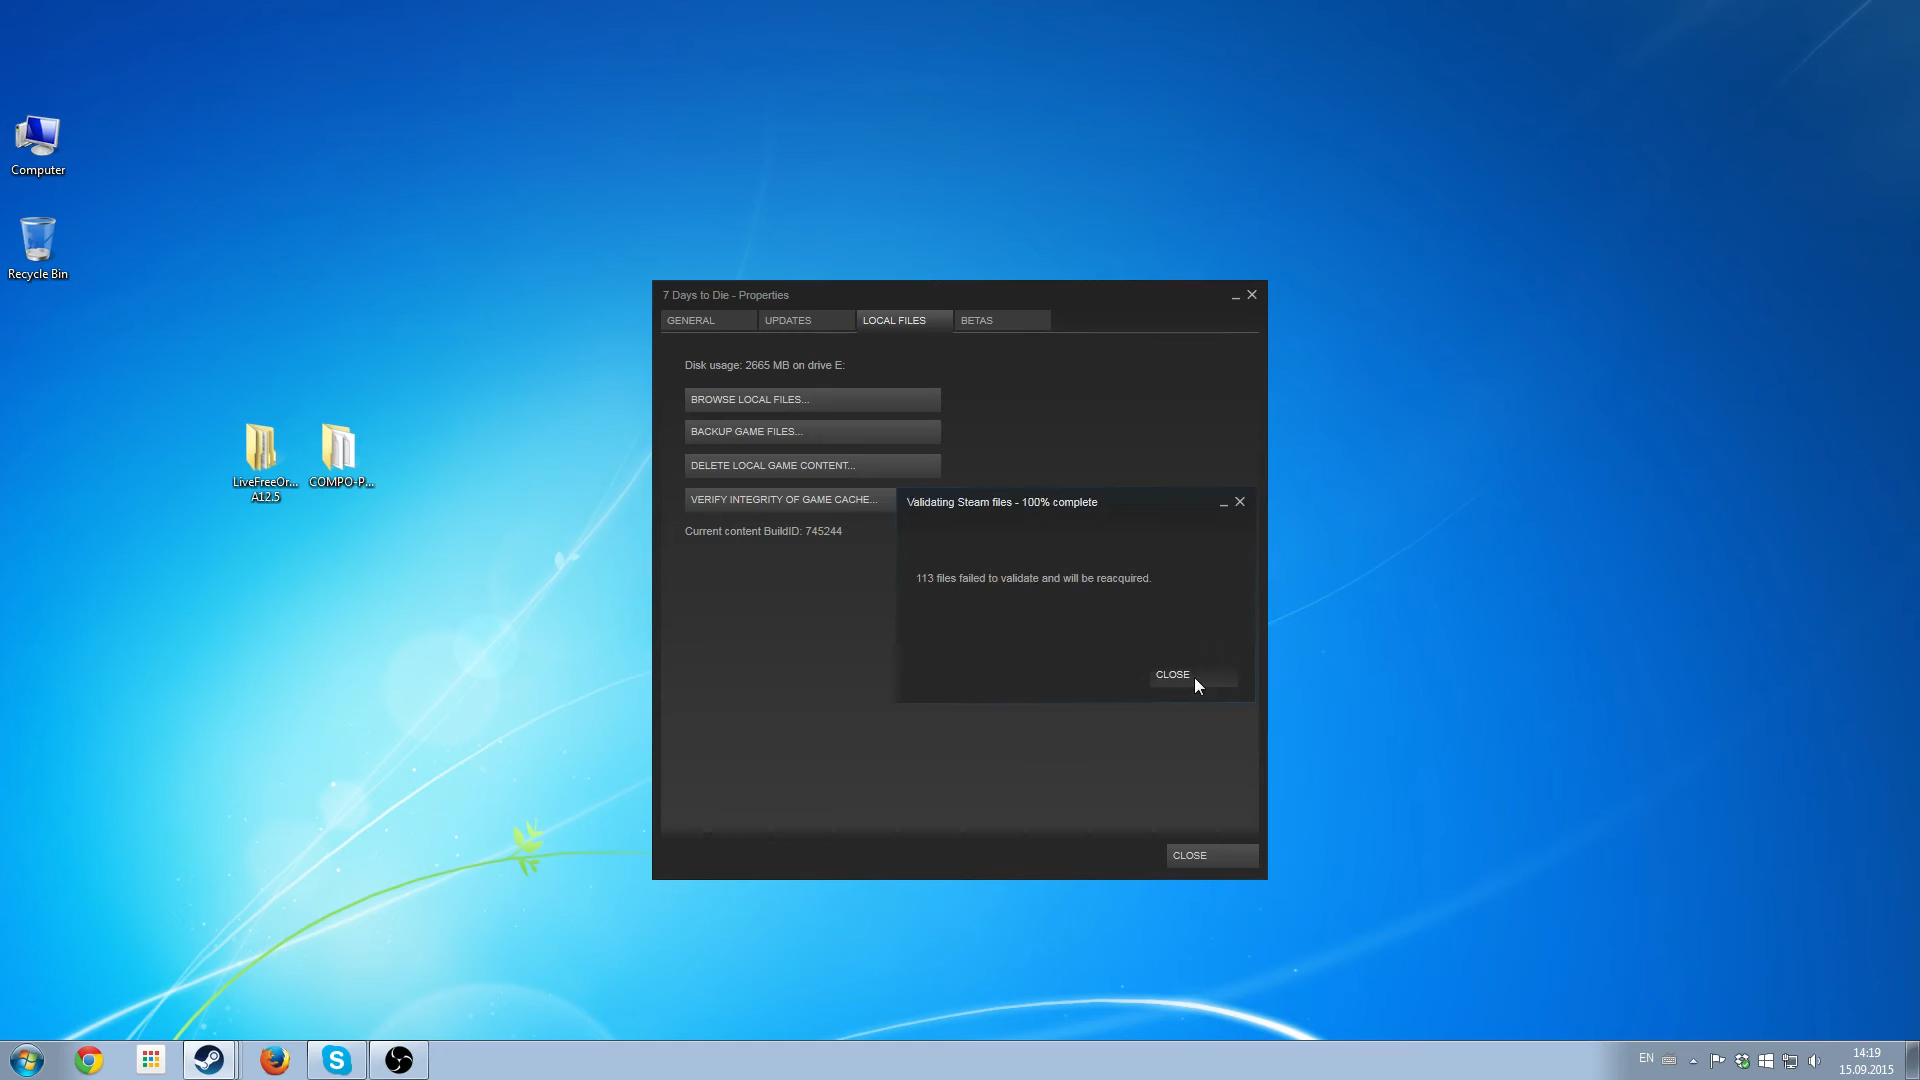 Computer
Recycle Bin
LiveFreeOr...
A12.5
COMPO-P...
7 Days to Die - Properties
GENERAL
UPDATES
LOCAL FILES
BETAS
Disk usage: 2665 MB on drive E:
BROWSE LOCAL FILES...
BACKUP GAME FILES...
DELETE LOCAL GAME CONTENT...
VERIFY INTEGRITY OF GAME CACHE...
Current content BuildID: 745244
Validating Steam files - 100% complete
113 files failed to validate and will be reacquired.
CLOSE
CLOSE
EN
14:19
15.09.2015